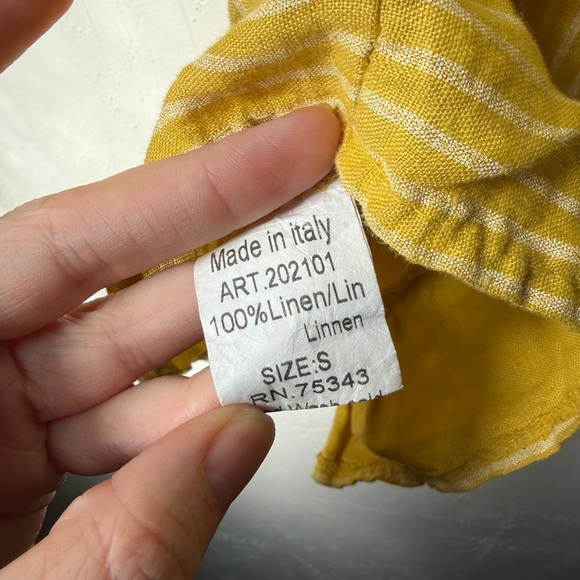 Made in italy
ART.202101
100%Linen/Lin
Linnen
SIZE:S
RN.75343